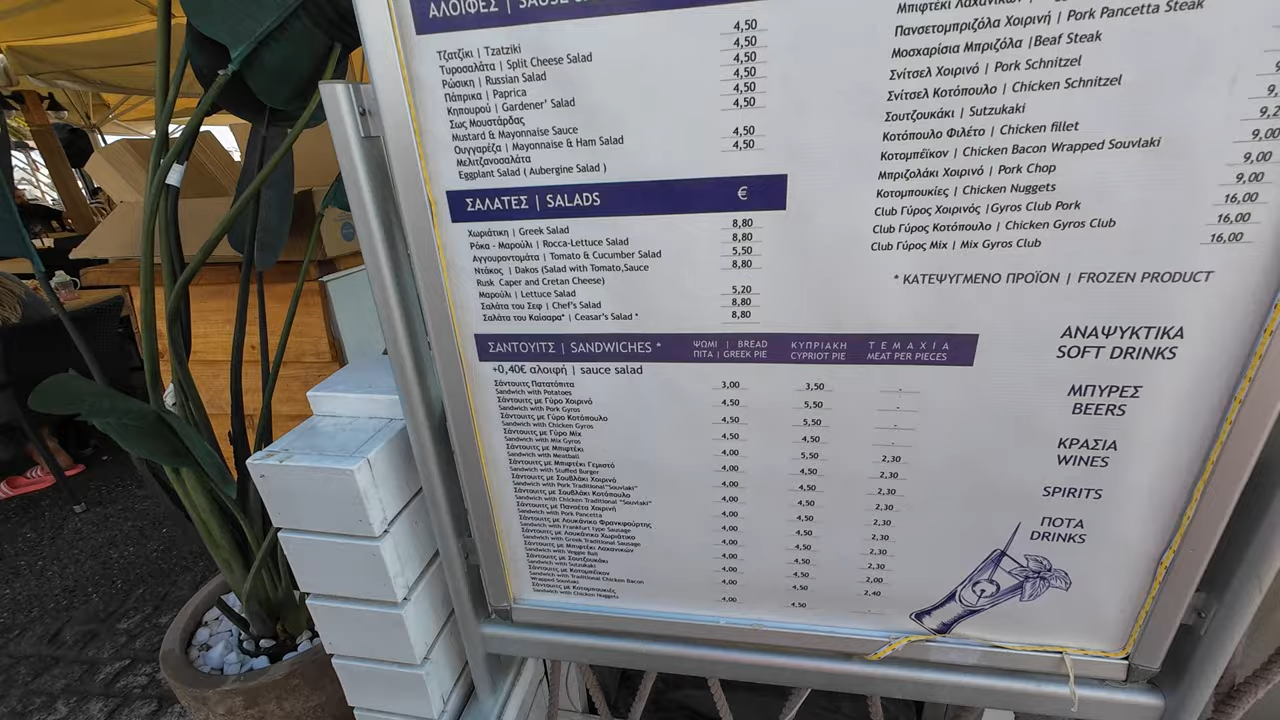 ΑΛΟΙΦΕΣ | SAUSE
4,50
Τζατζίκι | Tzatziki 4,50
Τυροσαλάτα | Split Cheese Salad 4,50
Ρώσικη | Russian Salad 4,50
Πάπρικα | Paprica 4,50
Κηπουρού | Gardener' Salad 4,50
Σως Μουστάρδας
Mustard & Mayonnaise Sauce 4,50
Ουγγαρέζα | Mayonnaise & Ham Salad 4,50
Μελιτζανοσαλάτα
Eggplant Salad ( Aubergine Salad )
ΣΑΛΑΤΕΣ | SALADS €
Χωριάτικη | Greek Salad 8,80
Ρόκα - Μαρούλι | Rocca-Lettuce Salad 8,80
Αγγουροντομάτα | Tomato & Cucumber Salad 5,50
Ντάκος | Dakos (Salad with Tomato,Sauce 8,80
Rusk Caper and Cretan Cheese)
Μαρούλι | Lettuce Salad 5,20
Σαλάτα του Σεφ | Chef's Salad 8,80
Σαλάτα του Καίσαρα* | Ceasar's Salad * 8,80
ΣΑΝΤΟΥΙΤΣ | SANDWICHES * ΨΩΜΙ | BREAD ΚΥΠΡΙΑΚΗ ΤΕΜΑΧΙΑ
ΠΙΤΑ | GREEK PIE CYPRIOT PIE MEAT PER PIECES
+0,40€ αλοιφή | sauce salad
Σάντουιτς Πατατόπιτα 3,00 3,50 -
Sandwich with Potatoes
Σάντουιτς με Γύρο Χοιρινό 4,50 5,50 -
Sandwich with Pork Gyros
Σάντουιτς με Γύρο Κοτόπουλο 4,50 5,50 -
Sandwich with Chicken Gyros
Σάντουιτς με Γύρο Mix 4,50 4,50 -
Sandwich with Mix Gyros
Σάντουιτς με Μπιφτέκι 4,00 5,50 2,30
Sandwich with Meatball
Σάντουιτς με Μπιφτέκι Γεμιστό 4,00 4,50 2,30
Sandwich with Stuffed Burger
Σάντουιτς με Σουβλάκι Χοιρινό 4,00 4,50 2,30
Sandwich with Pork Traditional "Souvlaki"
Σάντουιτς με Σουβλάκι Κοτόπουλο 4,00 4,50 2,30
Sandwich with Chicken Traditional "Souvlaki"
Σάντουιτς με Πανσέτα Χοιρινή 4,00 4,50 2,30
Sandwich with Pork Pancetta
Σάντουιτς με Λουκάνικο Φρανκφούρτης 4,00 4,50 2,30
Sandwich with Frankfurt type Sausage
Σάντουιτς με Λουκάνικο Χωριάτικο 4,00 4,50 2,30
Sandwich with Greek Traditional Sausage
Σάντουιτς με Μπιφτέκι Λαχανικών 4,00 4,50 2,00
Sandwich with Veggie Ball
Σάντουιτς με Σουτζουκάκι 4,00 4,50 2,40
Sandwich with Sutzukaki
Σάντουιτς με Κοτομπέϊκον 4,00 4,50
Sandwich with Traditional Chicken Bacon
Wrapped Souvlaki
Σάντουιτς με Κοτομπουκιές
Sandwich with Chicken Nuggets
Μπιφτέκι Λαχανικών
Πανσετομπριζόλα Χοιρινή | Pork Pancetta Steak
Μοσχαρίσια Μπριζόλα |Beef Steak
Σνίτσελ Χοιρινό | Pork Schnitzel
Σνίτσελ Κοτόπουλο | Chicken Schnitzel
Σουτζουκάκι | Sutzukaki
Κοτόπουλο Φιλέτο | Chicken fillet
Κοτομπέϊκον | Chicken Bacon Wrapped Souvlaki 9,00
Μπριζολάκι Χοιρινό | Pork Chop 9,00
Κοτομπουκίες | Chicken Nuggets 9,00
Club Γύρος Χοιρινός |Gyros Club Pork 16,00
Club Γύρος Κοτόπουλο | Chicken Gyros Club 16,00
Club Γύρος Mix | Mix Gyros Club 16,00
* ΚΑΤΕΨΥΓΜΕΝΟ ΠΡΟΪΟΝ | FROZEN PRODUCT
ΑΝΑΨΥΚΤΙΚΑ
SOFT DRINKS
ΜΠΥΡΕΣ
BEERS
ΚΡΑΣΙΑ
WINES
SPIRITS
ΠΟΤΑ
DRINKS